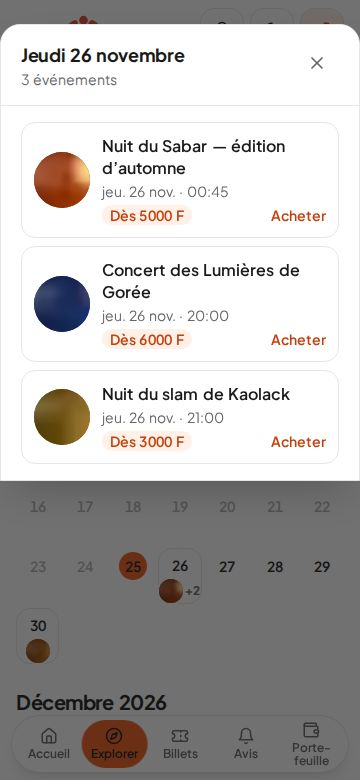 Jeudi 26 novembre
3 événements
Nuit du Sabar — édition
d’automne
jeu. 26 nov. · 00:45
Dès 5000 F
Acheter
Concert des Lumières de
Gorée
jeu. 26 nov. · 20:00
Dès 6000 F
Acheter
Nuit du slam de Kaolack
jeu. 26 nov. · 21:00
Dès 3000 F
Acheter
16 17 18 19 20 21 22
23 24 25 26 27 28 29
+2
30
Décembre 2026
Accueil
Explorer
Billets
Avis
Porte-
feuille